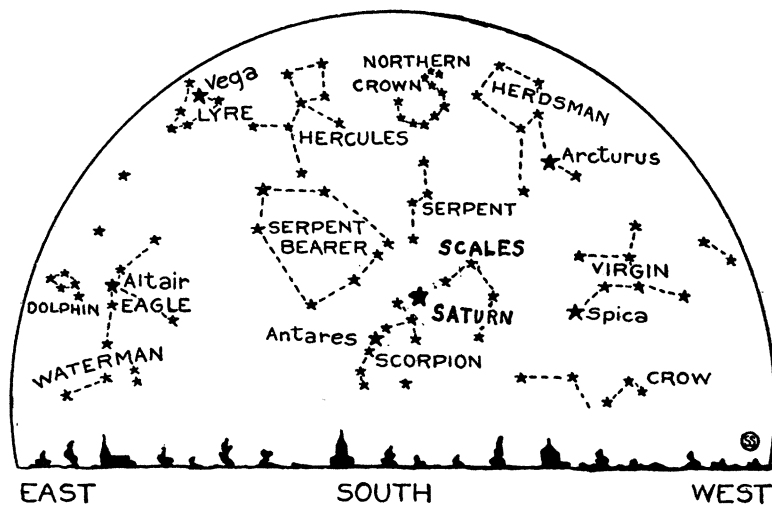 NORTHERN
CROWN
Vega
LYRE
HERCULES
HERDSMAN
Arcturus
SERPENT
SERPENT
BEARER
SCALES
VIRGIN
Altair
EAGLE
DOLPHIN
SATURN
Spica
Antares
SCORPION
WATERMAN
CROW
SS
EAST SOUTH WEST